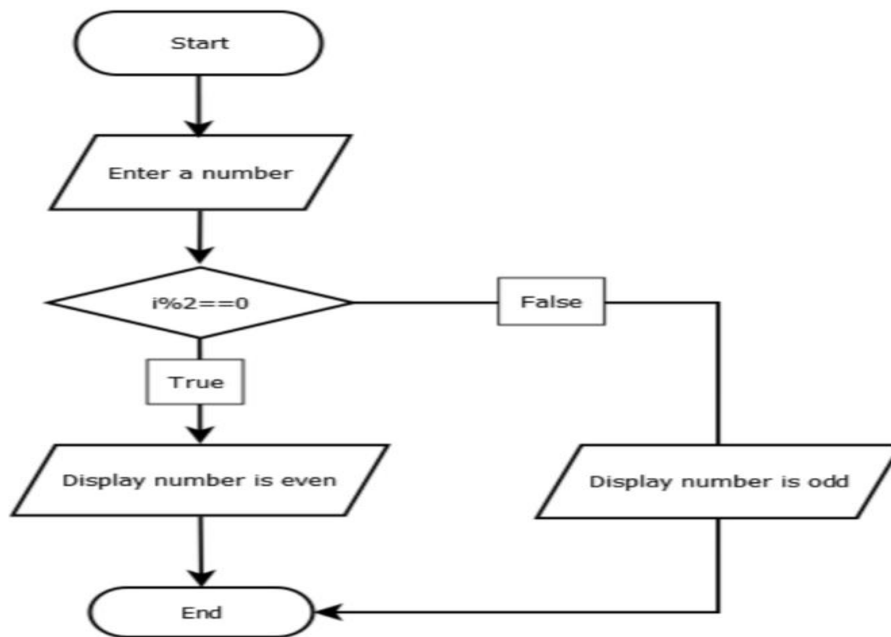 Start
Enter a number
i%2==0
False
True
Display number is even
Display number is odd
End